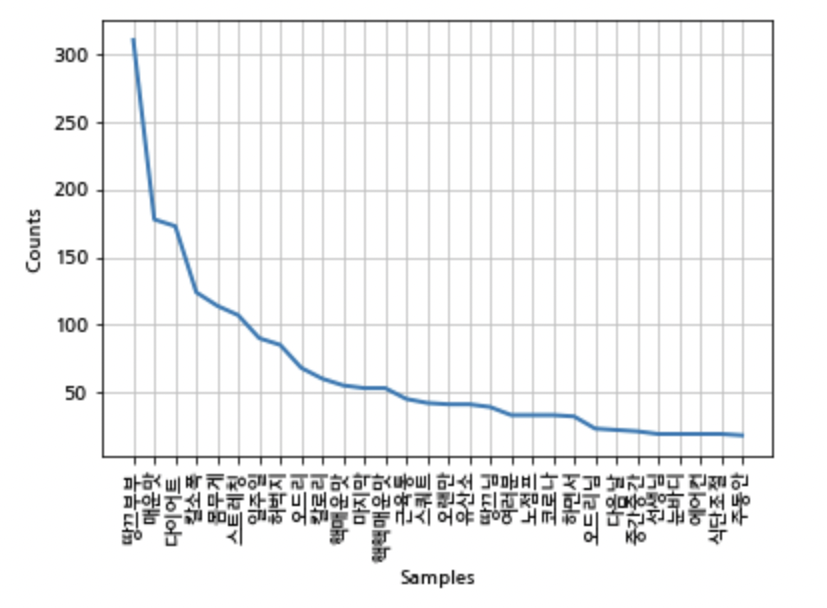 300
250
200
150
100
50
Counts
땅끄부부
매운맛
다이어트
칼소폭
몸무게
스트레칭
일주일
허벅지
오드리
칼로리
핵매운맛
마지막
핵핵매운맛
근육통
스쿼트
오랜만
유산소
땅끄님
여러분
노점프
코로나
하면서
오드리님
다음날
중간중간
선생님
눈바디
에어컨
식단조절
주동안
Samples